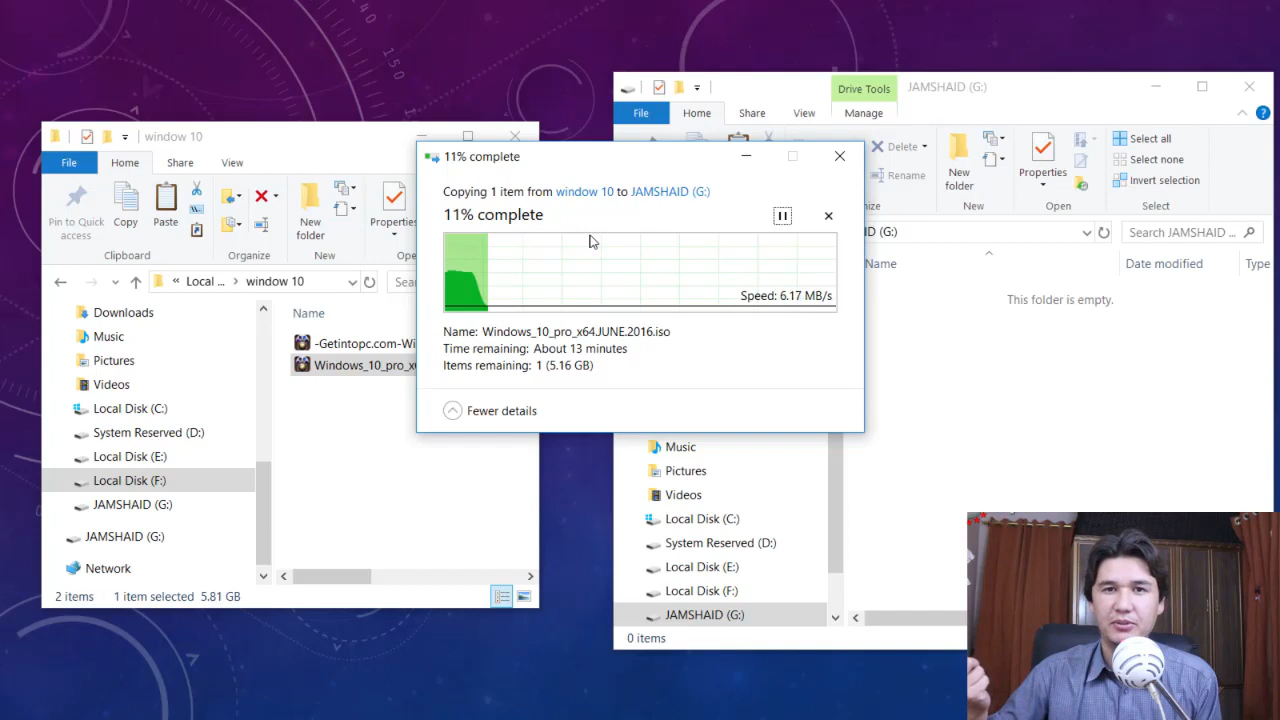 window 10
File
Home
Share
View
Pin to Quick
access
Copy
Paste
New
folder
Properties
Clipboard
Organize
New
Ope
« Local ...
window 10
Sea
Downloads
Music
Pictures
Videos
Local Disk (C:)
System Reserved (D:)
Local Disk (E:)
Local Disk (F:)
JAMSHAID (G:)
JAMSHAID (G:)
Network
Name
-Getintopc.com-Wi
Windows_10_pro_x6
2 items
1 item selected 5.81 GB
11% complete
Copying 1 item from window 10 to JAMSHAID (G:)
11% complete
Speed: 6.17 MB/s
Name: Windows_10_pro_x64.JUNE.2016.iso
Time remaining: About 13 minutes
Items remaining: 1 (5.16 GB)
Fewer details
Drive Tools
JAMSHAID (G:)
File
Home
Share
View
Manage
Delete
Rename
New
folder
Properties
Select all
Select none
Invert selection
ize
New
Open
Select
ID (G:)
Search JAMSHAID ...
Name
Date modified
Type
This folder is empty.
Music
Pictures
Videos
Local Disk (C:)
System Reserved (D:)
Local Disk (E:)
Local Disk (F:)
JAMSHAID (G:)
0 items